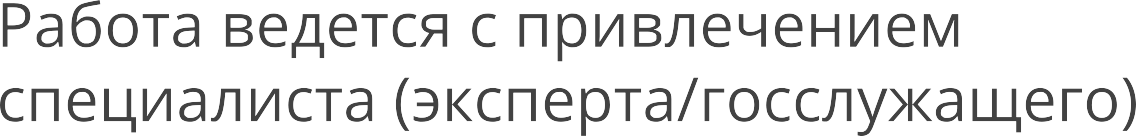 Работа ведется с привлечением
специалиста (эксперта/госслужащего)